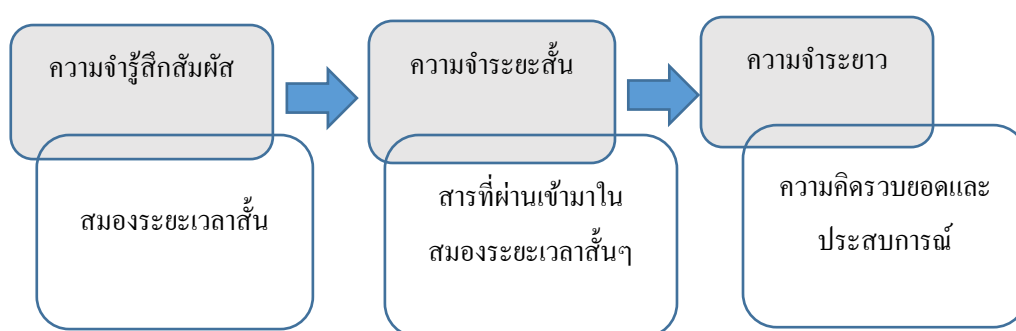 ความจำรู้สึกสัมผัส
สมองระยะเวลาสั้น
ความจำระยะสั้น
สารที่ผ่านเข้ามาใน
สมองระยะเวลาสั้นๆ
ความจำระยาว
ความคิดรวบยอดและ
ประสบการณ์